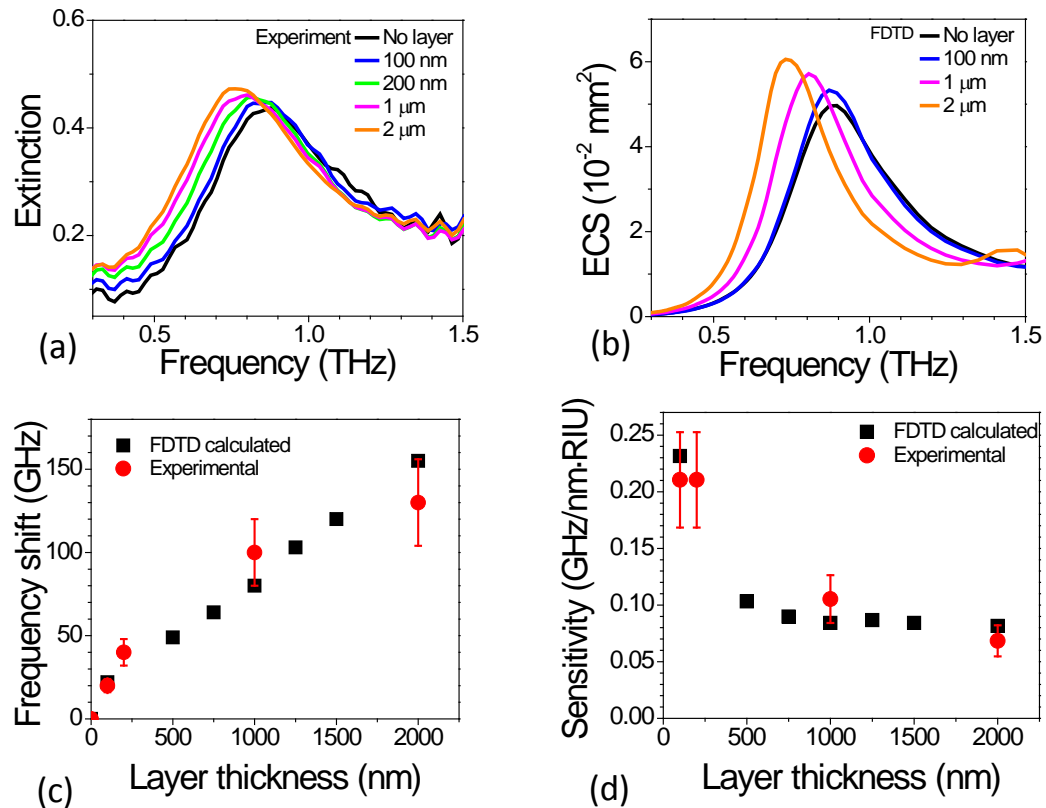 0.6
0.4
0.2
Extinction
Experiment
No layer
100 nm
200 nm
1 μm
2 μm
0.5
1.0
1.5
(a)
Frequency (THz)
6
4
2
0
ECS (10⁻² mm²)
FDTD
No layer
100 nm
1 μm
2 μm
0.5
1.0
1.5
(b)
Frequency (THz)
150
100
50
0
Frequency shift (GHz)
FDTD calculated
Experimental
0
500
1000
1500
2000
(c)
Layer thickness (nm)
0.25
0.20
0.15
0.10
0.05
0.00
Sensitivity (GHz/nm·RIU)
FDTD calculated
Experimental
500
1000
1500
2000
(d)
Layer thickness (nm)